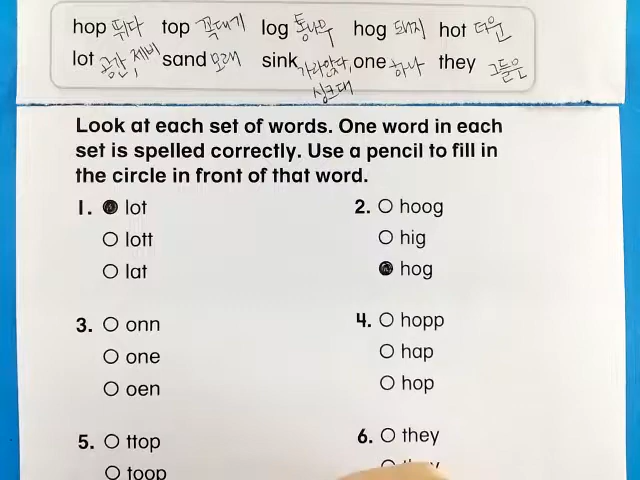 hop 뛰다 top 꼭대기 log 통나무 hog 돼지 hot 더운
lot 공간, 제비 sand 모래 sink 가라앉다, one 하나 they 그들은
싱크대
Look at each set of words. One word in each
set is spelled correctly. Use a pencil to fill in
the circle in front of that word.
1. lot 2. hoog
lott hig
lat hog
3. onn 4. hopp
one hap
oen hop
5. ttop 6. they
toop